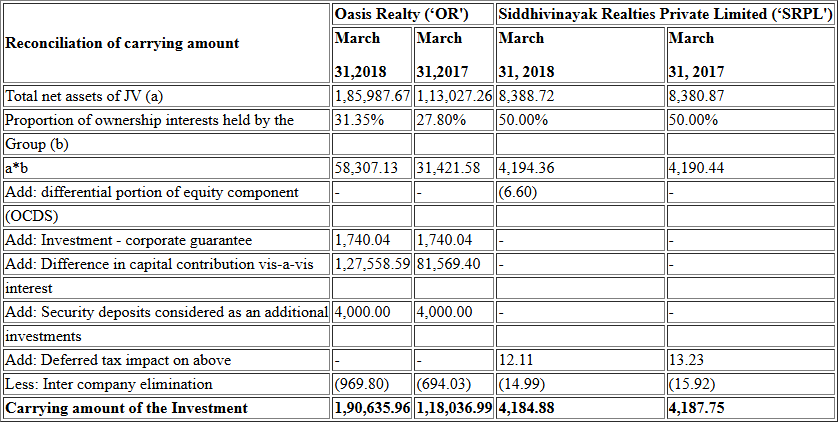 Reconciliation of carrying amount Oasis Realty (‘OR') Siddhivinayak Realties Private Limited (‘SRPL')
March March March March
31,2018 31,2017 31, 2018 31, 2017
Total net assets of JV (a) 1,85,987.67 1,13,027.26 8,388.72 8,380.87
Proportion of ownership interests held by the 31.35% 27.80% 50.00% 50.00%
Group (b)
a*b 58,307.13 31,421.58 4,194.36 4,190.44
Add: differential portion of equity component - - (6.60) -
(OCDS)
Add: Investment - corporate guarantee 1,740.04 1,740.04 - -
Add: Difference in capital contribution vis-a-vis 1,27,558.59 81,569.40 - -
interest
Add: Security deposits considered as an additional 4,000.00 4,000.00 - -
investments
Add: Deferred tax impact on above - - 12.11 13.23
Less: Inter company elimination (969.80) (694.03) (14.99) (15.92)
Carrying amount of the Investment 1,90,635.96 1,18,036.99 4,184.88 4,187.75